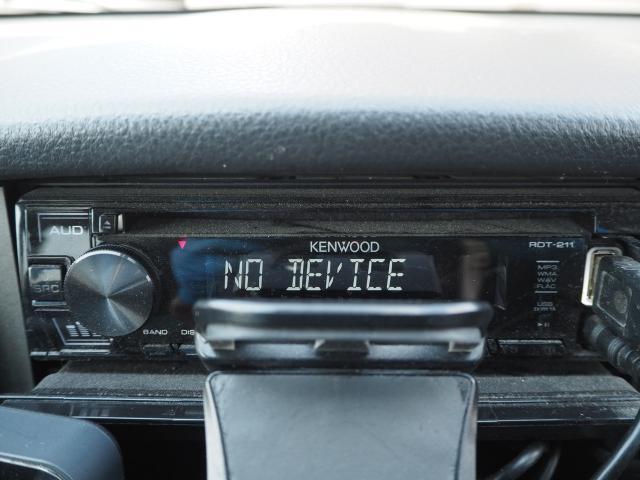 AUD
KENWOOD
RDT-211
SRC
NO DEVICE
MP3
WMA
WAV
FLAC
USB
BAND